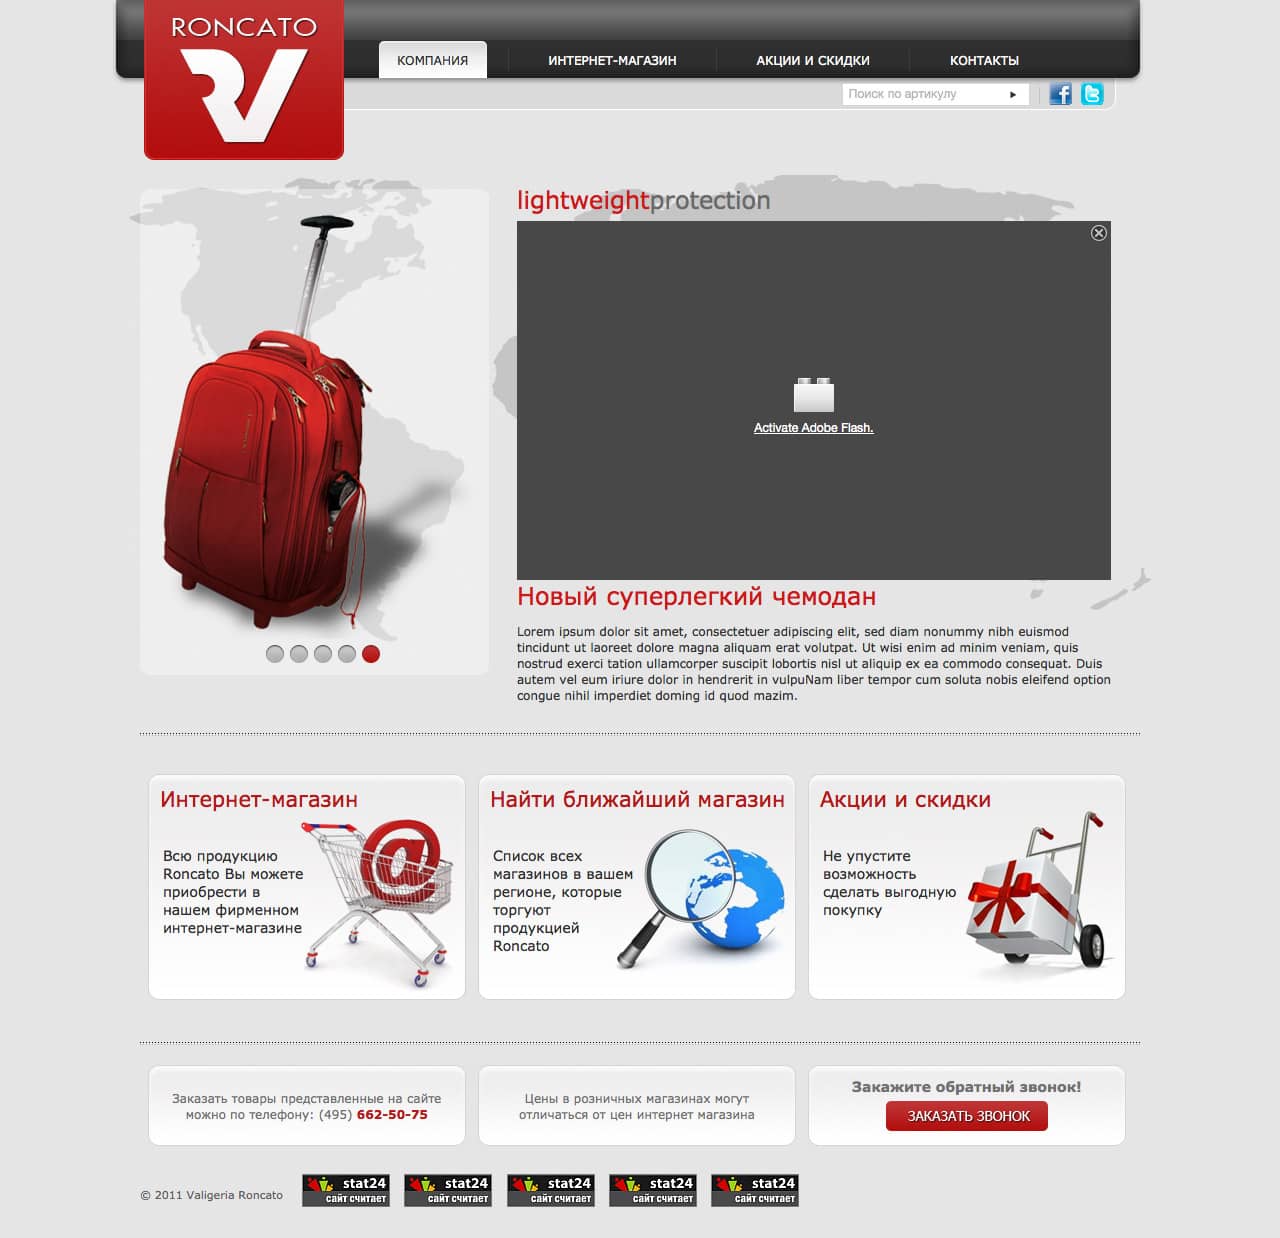 RONCATO
КОМПАНИЯ
ИНТЕРНЕТ-МАГАЗИН
АКЦИИ И СКИДКИ
КОНТАКТЫ
Поиск по артикулу
lightweightprotection
Activate Adobe Flash.
Новый суперлегкий чемодан
Lorem ipsum dolor sit amet, consectetuer adipiscing elit, sed diam nonummy nibh euismod
tincidunt ut laoreet dolore magna aliquam erat volutpat. Ut wisi enim ad minim veniam, quis
nostrud exerci tation ullamcorper suscipit lobortis nisl ut aliquip ex ea commodo consequat. Duis
autem vel eum iriure dolor in hendrerit in vulpuNam liber tempor cum soluta nobis eleifend option
congue nihil imperdiet doming id quod mazim.
Интернет-магазин
Всю продукцию
Roncato Вы можете
приобрести в
нашем фирменном
интернет-магазине
Найти ближайший магазин
Список всех
магазинов в вашем
регионе, которые
торгуют
продукцией
Roncato
Акции и скидки
Не упустите
возможность
сделать выгодную
покупку
Заказать товары представленные на сайте
можно по телефону: (495) 662-50-75
Цены в розничных магазинах могут
отличаться от цен интернет магазина
Закажите обратный звонок!
ЗАКАЗАТЬ ЗВОНОК
© 2011 Valigeria Roncato
stat24
сайт считает
stat24
сайт считает
stat24
сайт считает
stat24
сайт считает
stat24
сайт считает